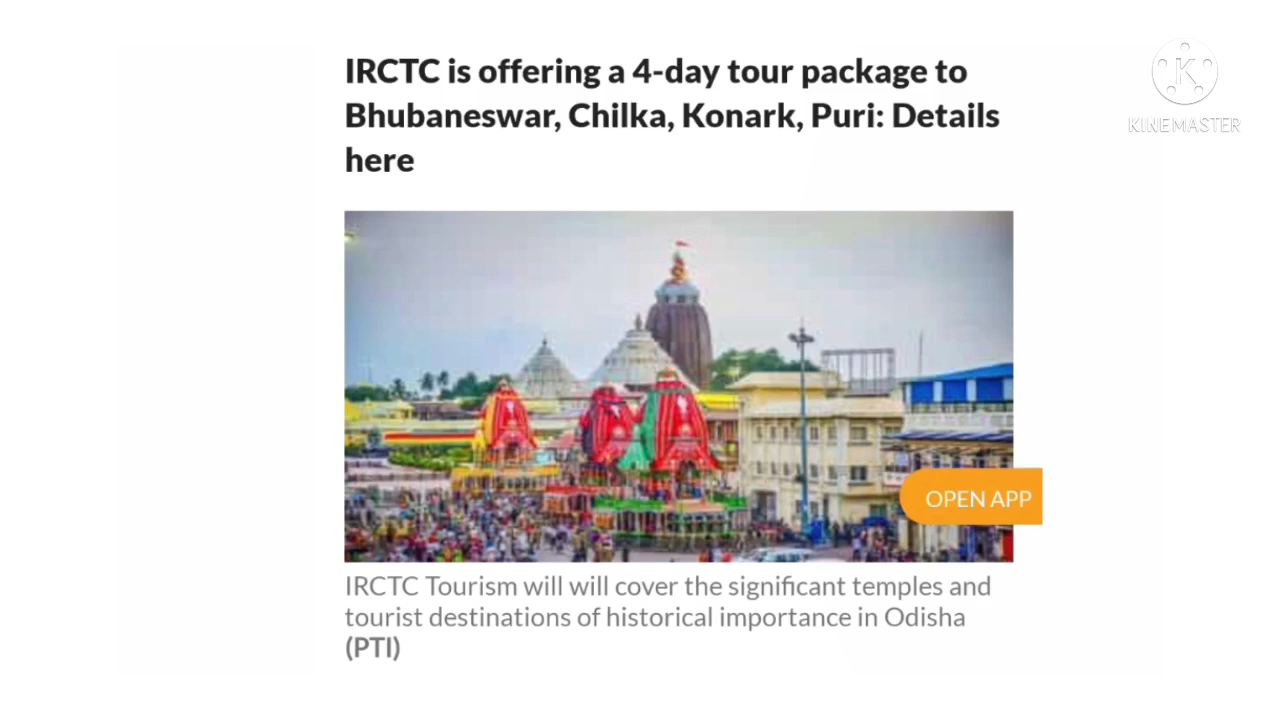 IRCTC is offering a 4-day tour package to
Bhubaneswar, Chilka, Konark, Puri: Details
here
K
KINEMASTER
OPEN APP
IRCTC Tourism will will cover the significant temples and
tourist destinations of historical importance in Odisha
(PTI)